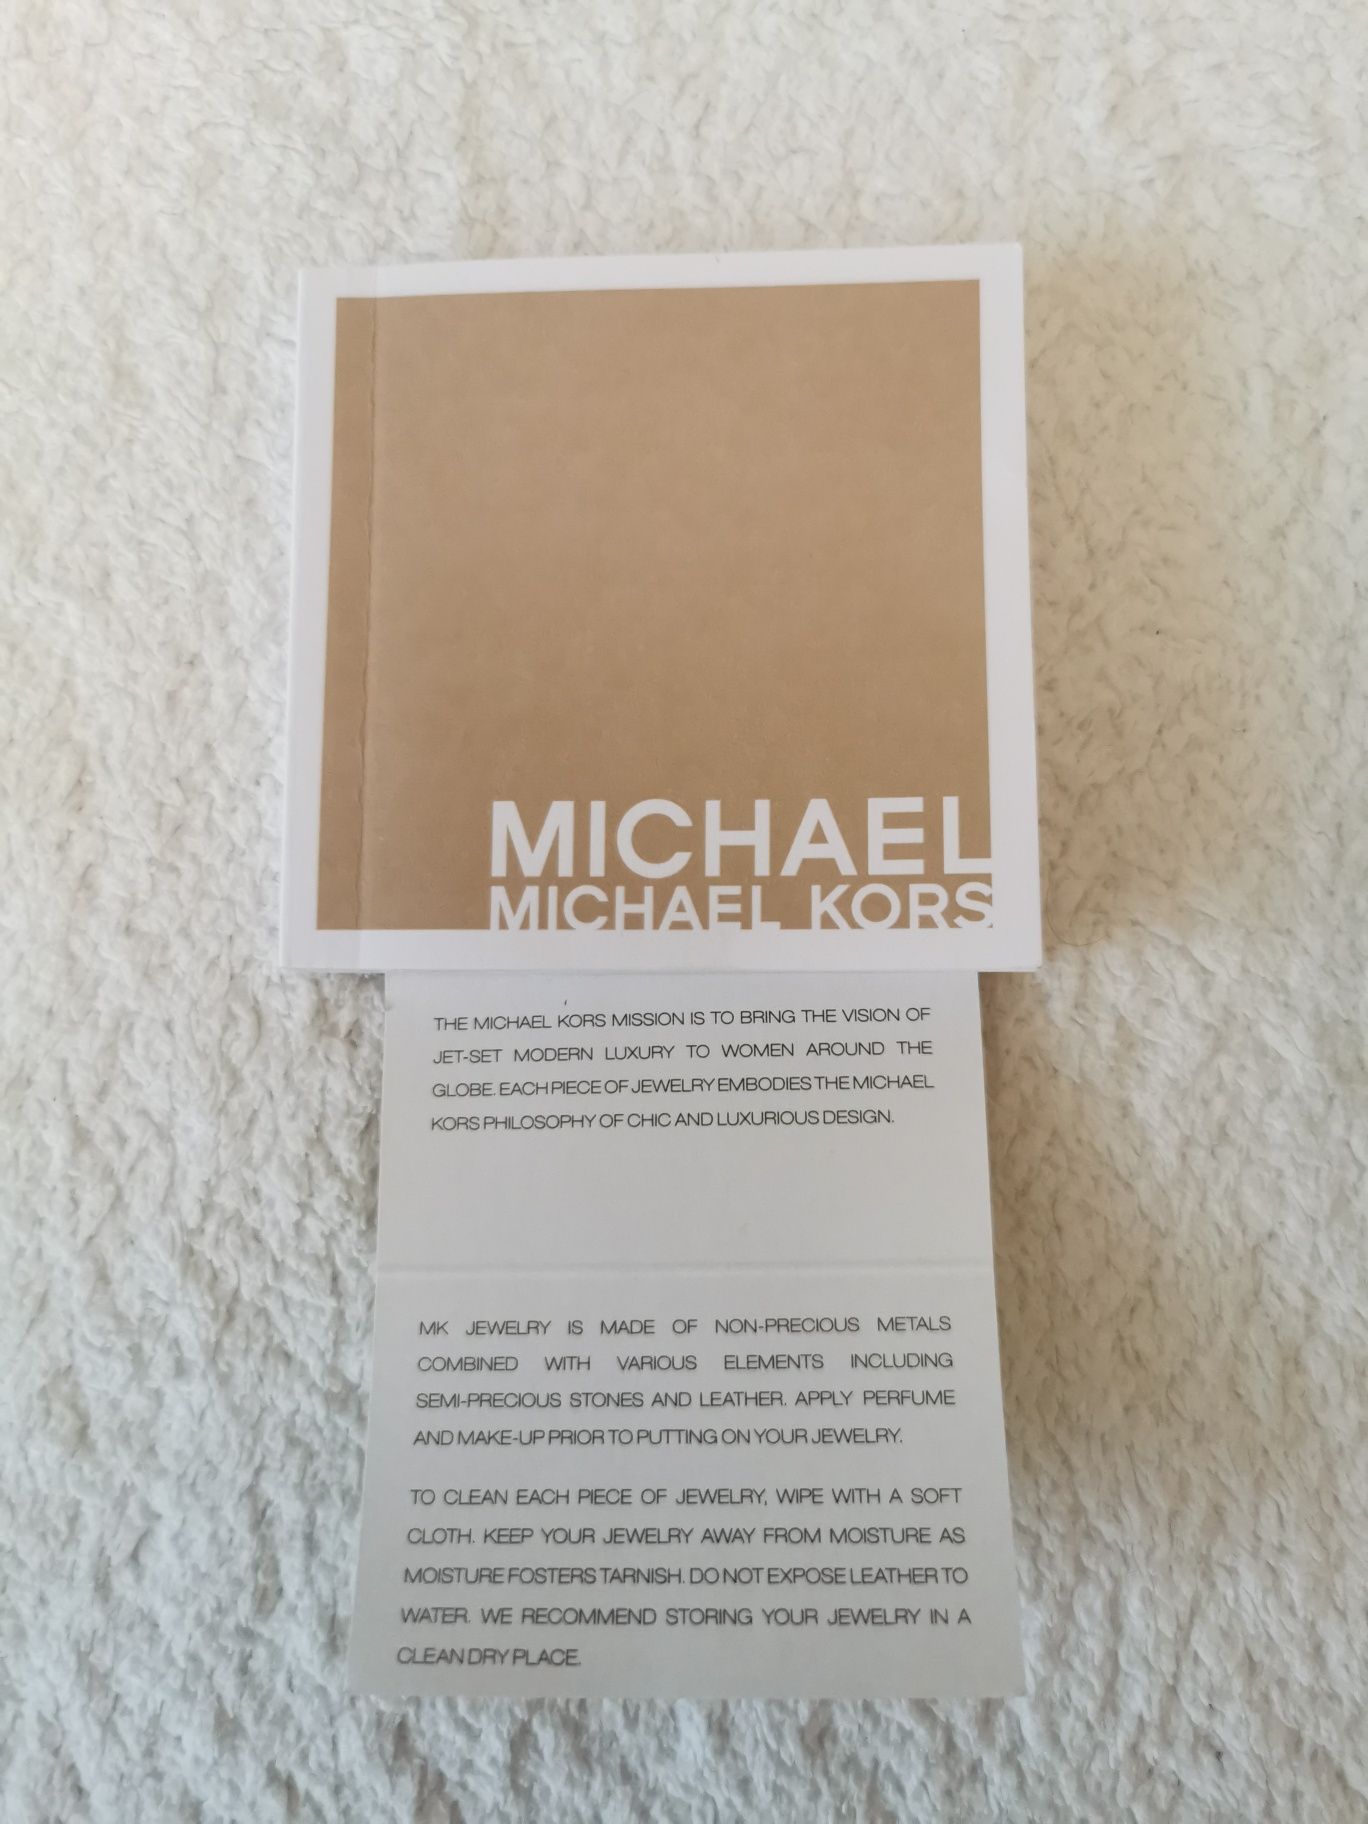 MICHAEL
MICHAEL KORS
THE MICHAEL KORS MISSION IS TO BRING THE VISION OF
JET-SET MODERN LUXURY TO WOMEN AROUND THE
GLOBE. EACH PIECE OF JEWELRY EMBODIES THE MICHAEL
KORS PHILOSOPHY OF CHIC AND LUXURIOUS DESIGN.
MK JEWELRY IS MADE OF NON-PRECIOUS METALS
COMBINED WITH VARIOUS ELEMENTS INCLUDING
SEMI-PRECIOUS STONES AND LEATHER. APPLY PERFUME
AND MAKE-UP PRIOR TO PUTTING ON YOUR JEWELRY.
TO CLEAN EACH PIECE OF JEWELRY, WIPE WITH A SOFT
CLOTH. KEEP YOUR JEWELRY AWAY FROM MOISTURE AS
MOISTURE FOSTERS TARNISH. DO NOT EXPOSE LEATHER TO
WATER. WE RECOMMEND STORING YOUR JEWELRY IN A
CLEAN DRY PLACE.